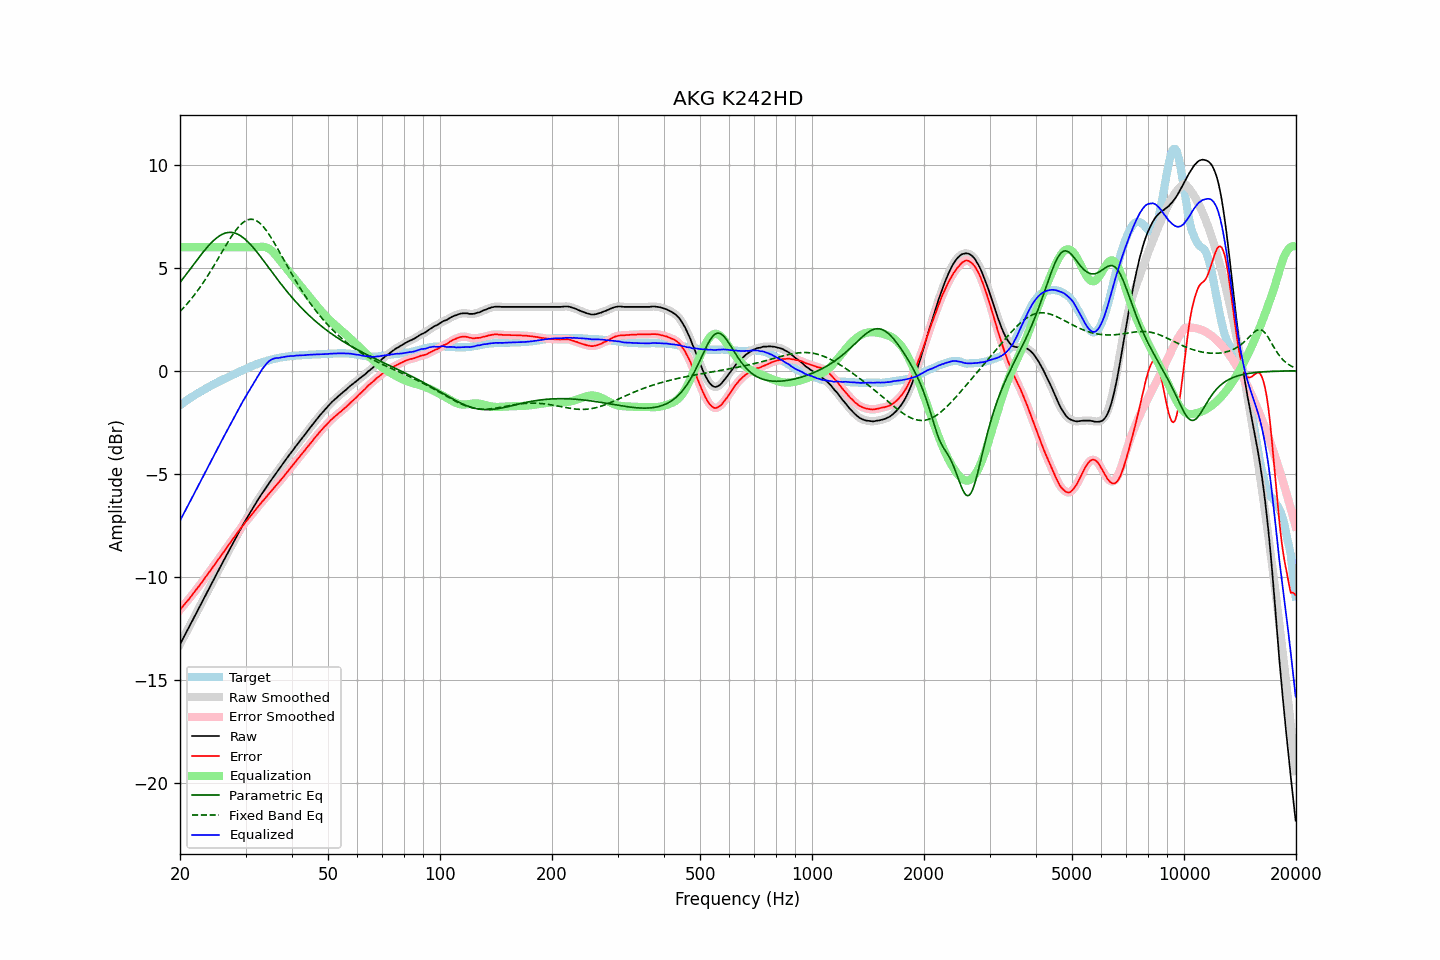 AKG K242HD
Amplitude (dBr)
10
5
0
−5
−10
−15
−20
Target
Raw Smoothed
Error Smoothed
Raw
Error
Equalization
Parametric Eq
Fixed Band Eq
Equalized
20 50 100 200 500 1000 2000 5000 10000 20000
Frequency (Hz)